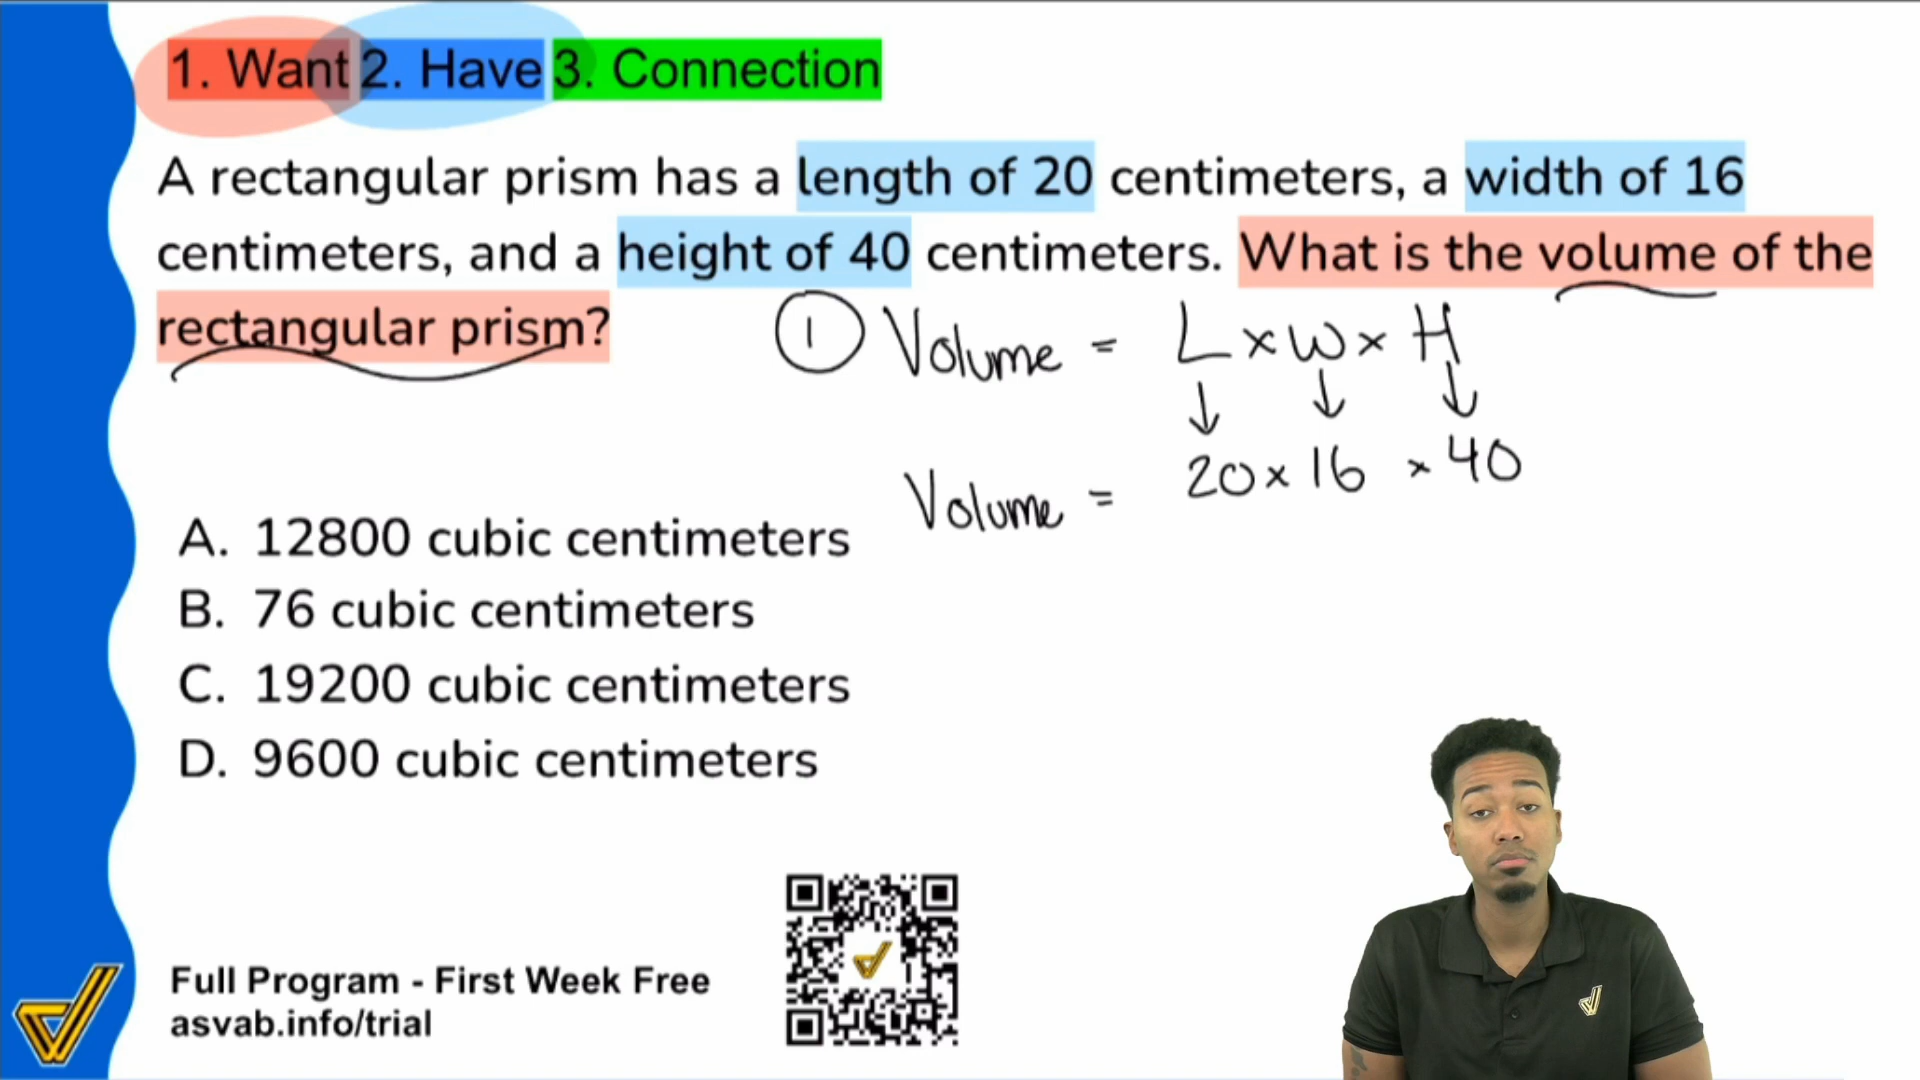 1. Want 2. Have 3. Connection
A rectangular prism has a length of 20 centimeters, a width of 16
centimeters, and a height of 40 centimeters. What is the volume of the
rectangular prism?
1 Volume = L x W x H
Volume = 20 x 16 x 40
A. 12800 cubic centimeters
B. 76 cubic centimeters
C. 19200 cubic centimeters
D. 9600 cubic centimeters
Full Program - First Week Free
asvab.info/trial